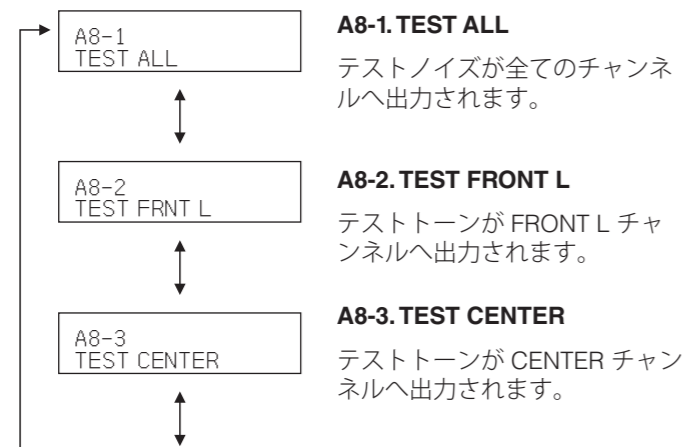 A8-1
TEST ALL
A8-1. TEST ALL
テストノイズが全てのチャンネ
ルへ出力されます。
A8-2
TEST FRNT L
A8-2. TEST FRONT L
テストトーンが FRONT L チャ
ンネルへ出力されます。
A8-3
TEST CENTER
A8-3. TEST CENTER
テストトーンが CENTER チャン
ネルへ出力されます。